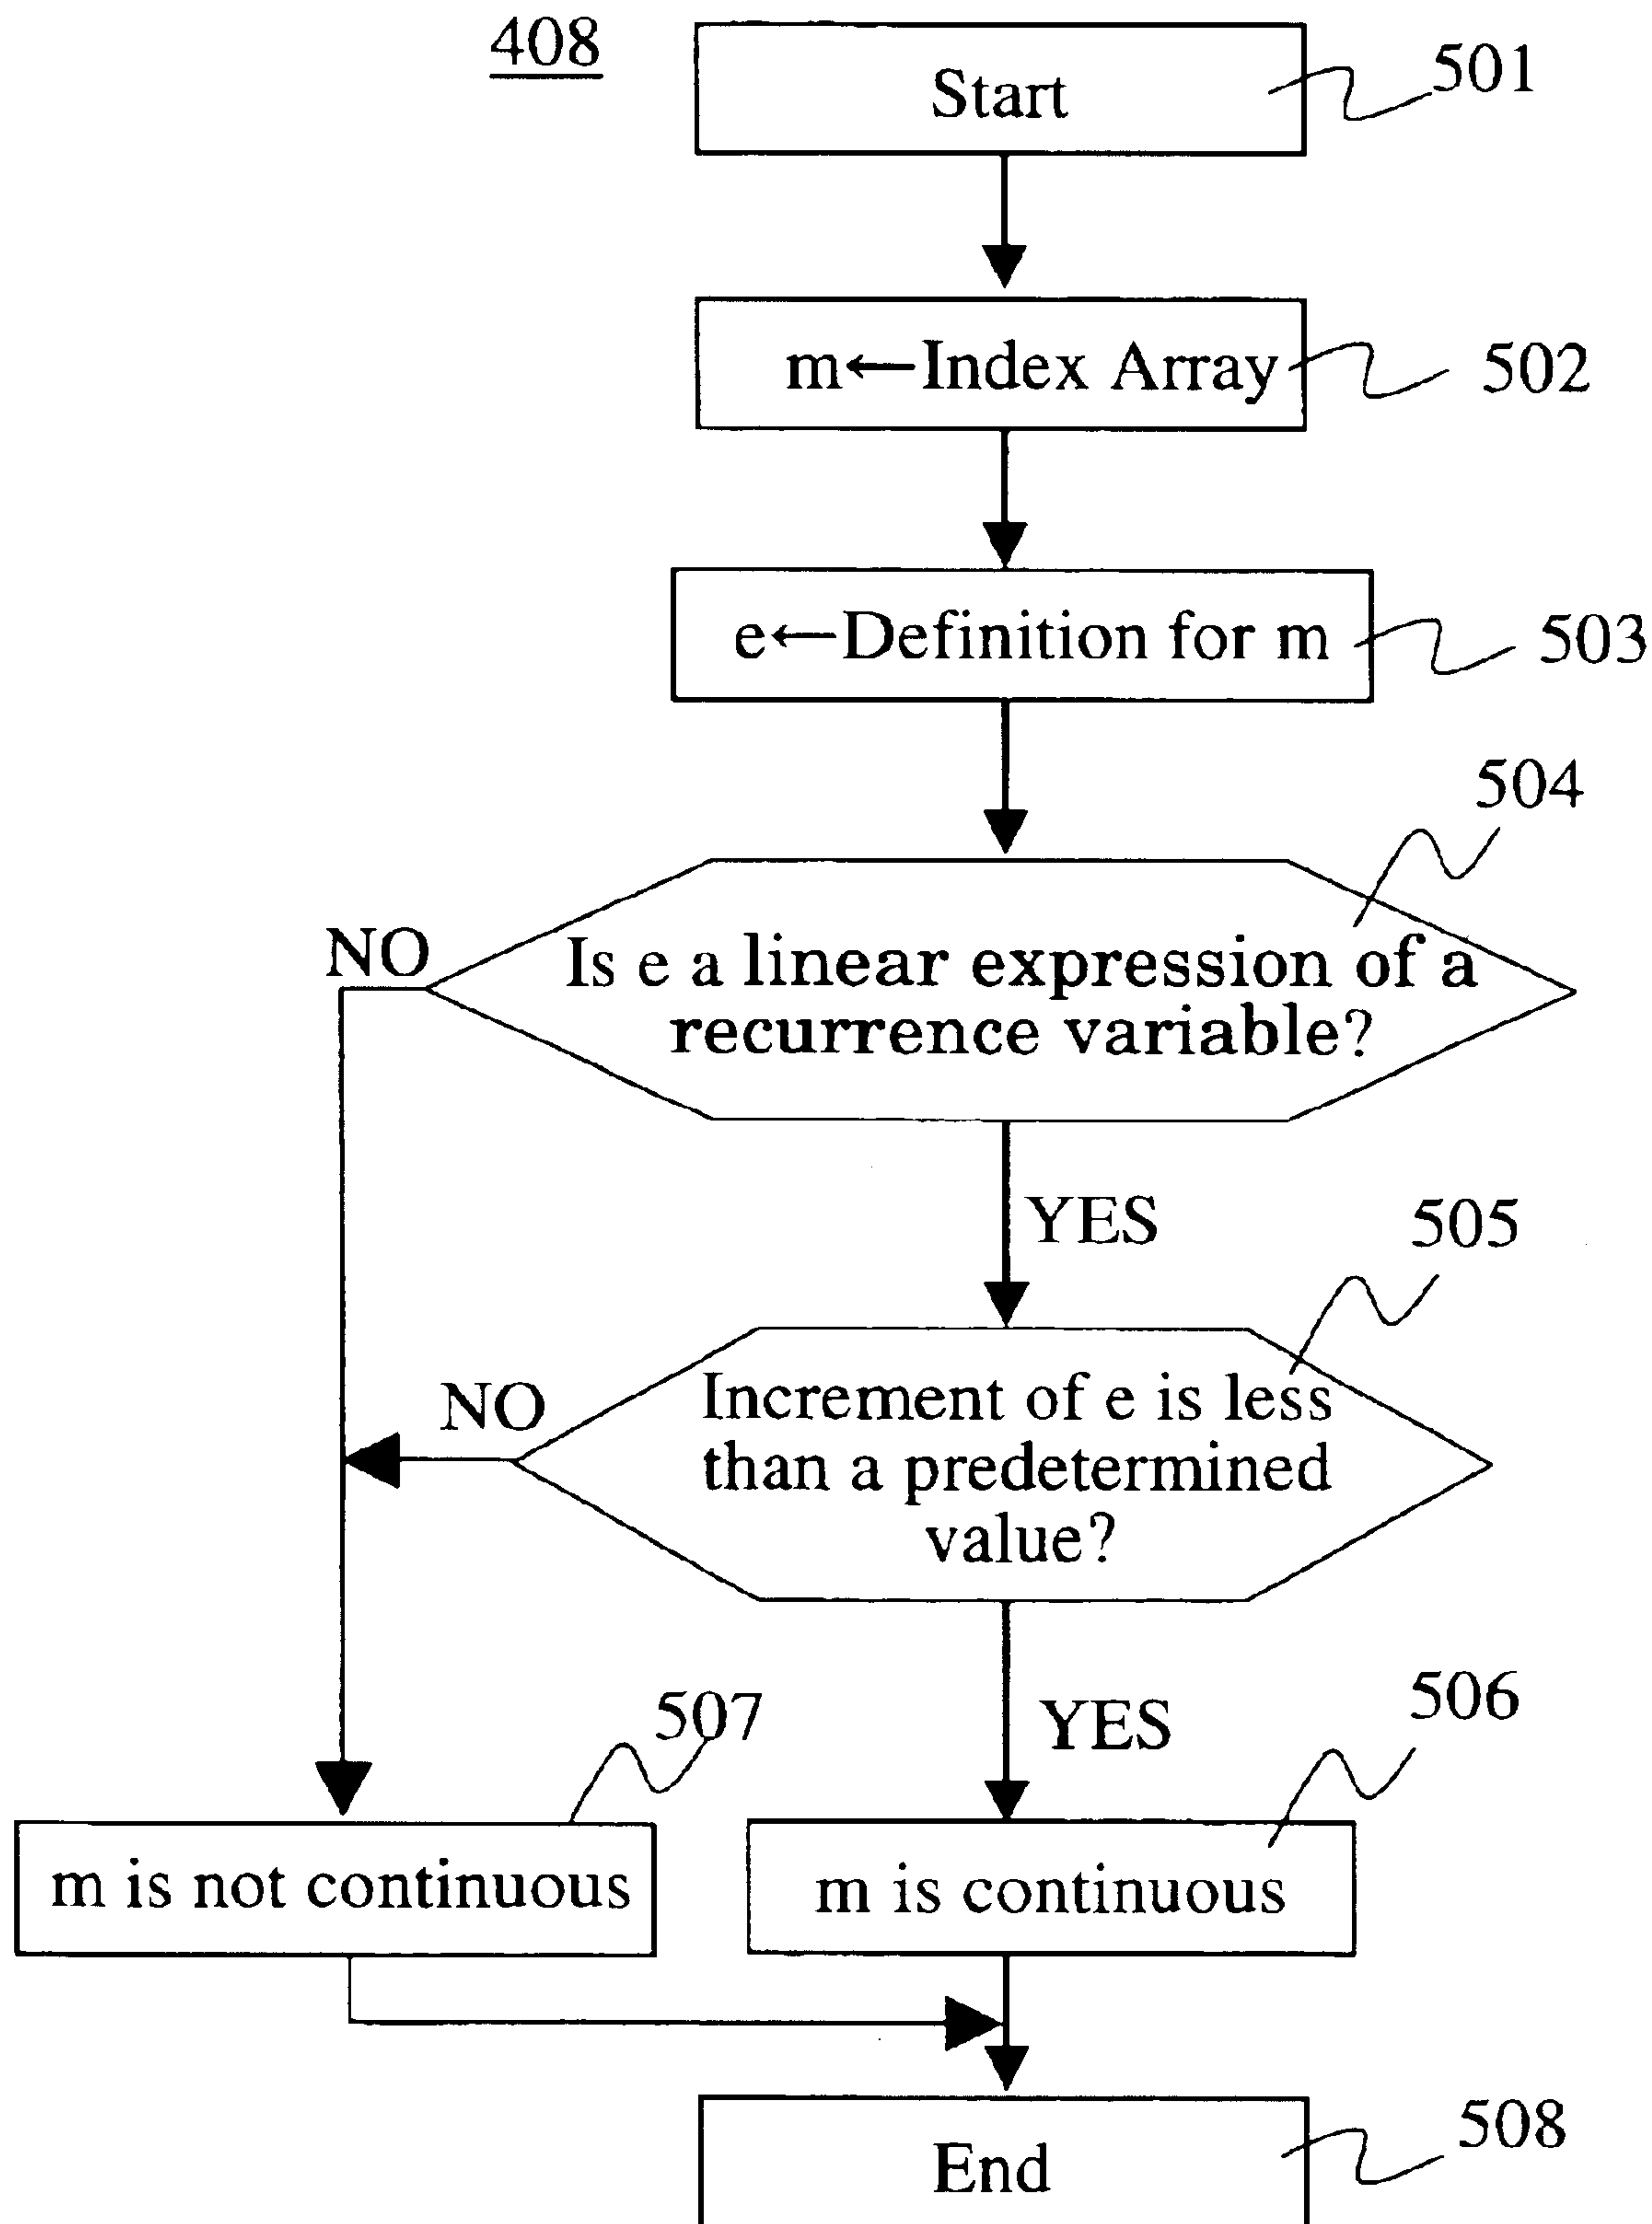 408
Start
501
m←Index Array
502
e←Definition for m
503
504
NO
Is e a linear expression of a
recurrence variable?
YES
505
NO
Increment of e is less
than a predetermined
value?
YES
506
507
m is not continuous
m is continuous
508
End